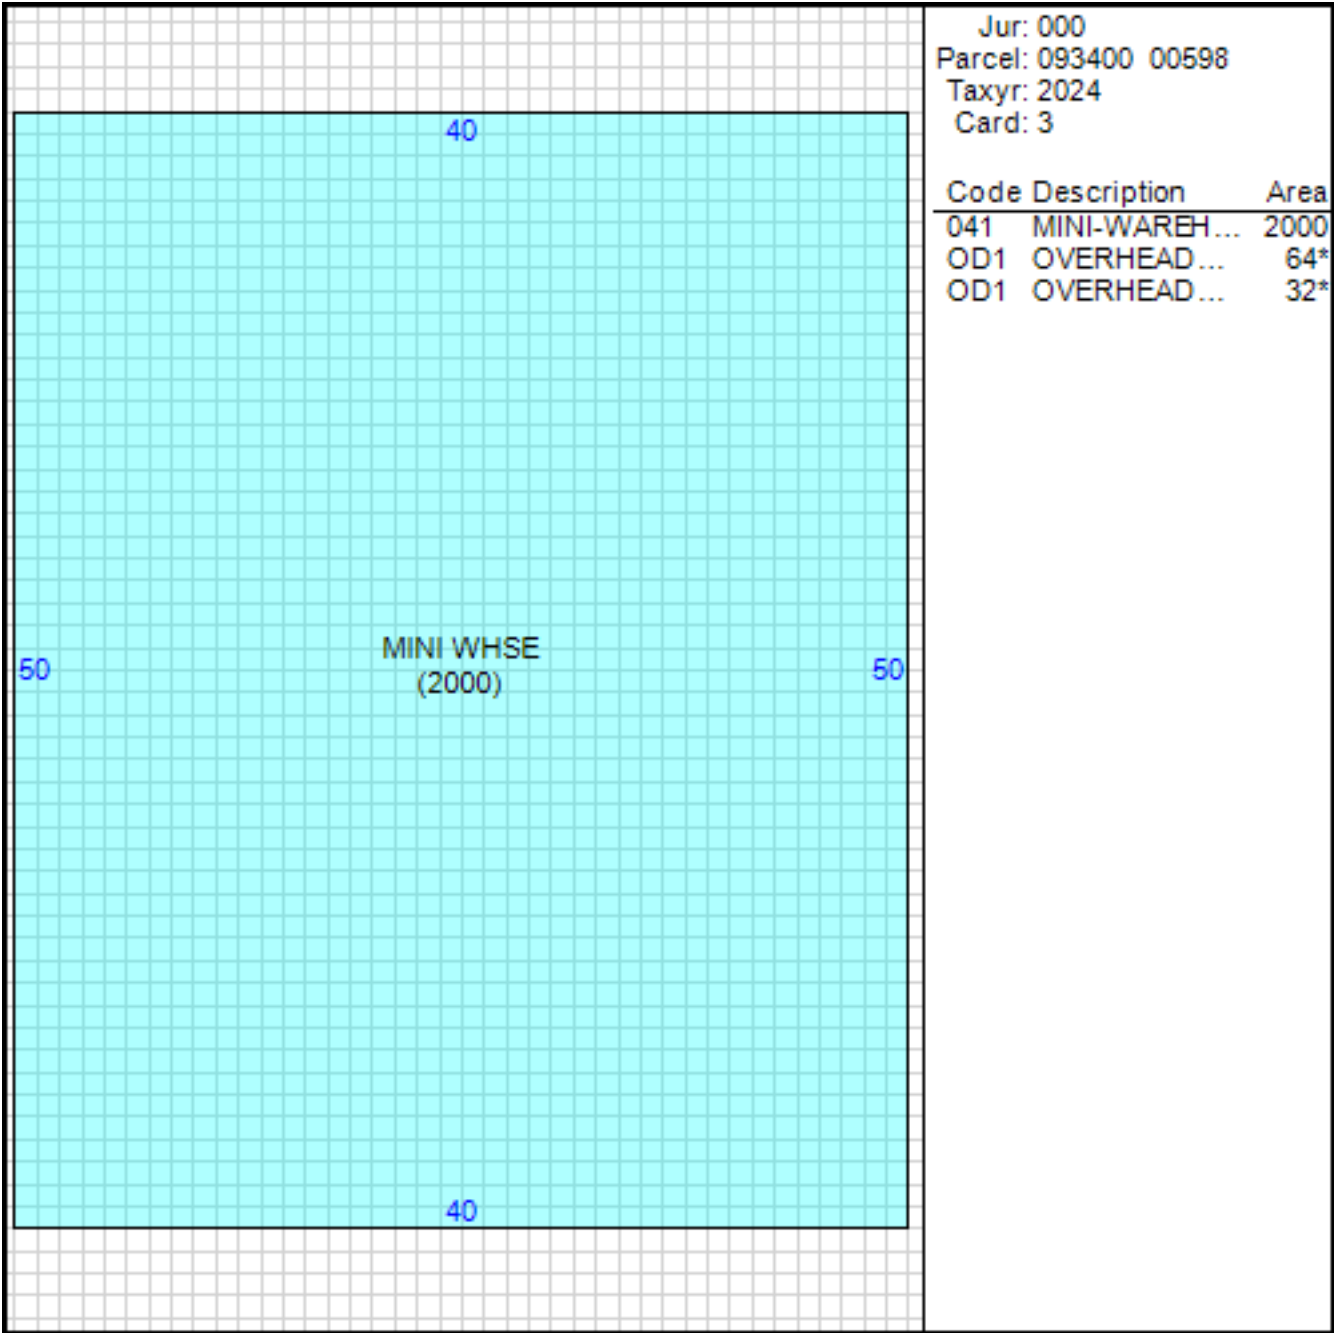 40
50
MINI WHSE
(2000)
50
40
Jur: 000
Parcel: 093400 00598
Taxyr: 2024
Card: 3
Code Description Area
041 MINI-WAREH... 2000
OD1 OVERHEAD... 64*
OD1 OVERHEAD... 32*